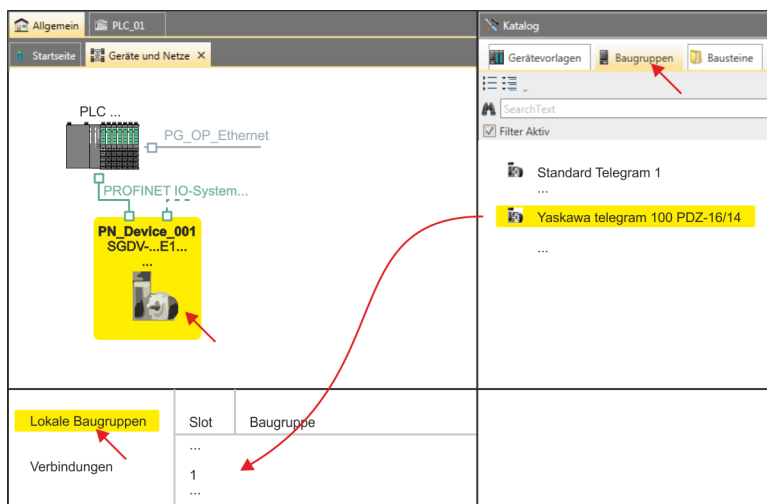 Allgemein
PLC_01
Startseite
Geräte und Netze
PLC ...
PG_OP_Ethernet
PROFINET IO-System...
PN_Device_001
SGDV-...E1...
...
Katalog
Gerätevorlagen
Baugruppen
Bausteine
SearchText
Filter Aktiv
Standard Telegram 1
...
Yaskawa telegram 100 PDZ-16/14
...
Lokale Baugruppen
Verbindungen
Slot
Baugruppe
...
1
...